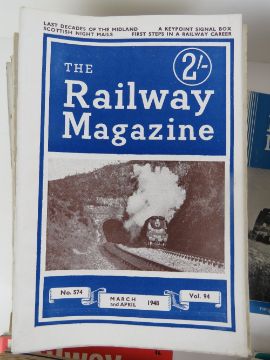 LAST DECADES OF THE MIDLAND A KEYPOINT SIGNAL BOX
SCOTTISH NIGHT MAILS FIRST STEPS IN A RAILWAY CAREER
THE
2/-
Railway
Magazine
No. 574
MARCH
and APRIL 1948
Vol. 94